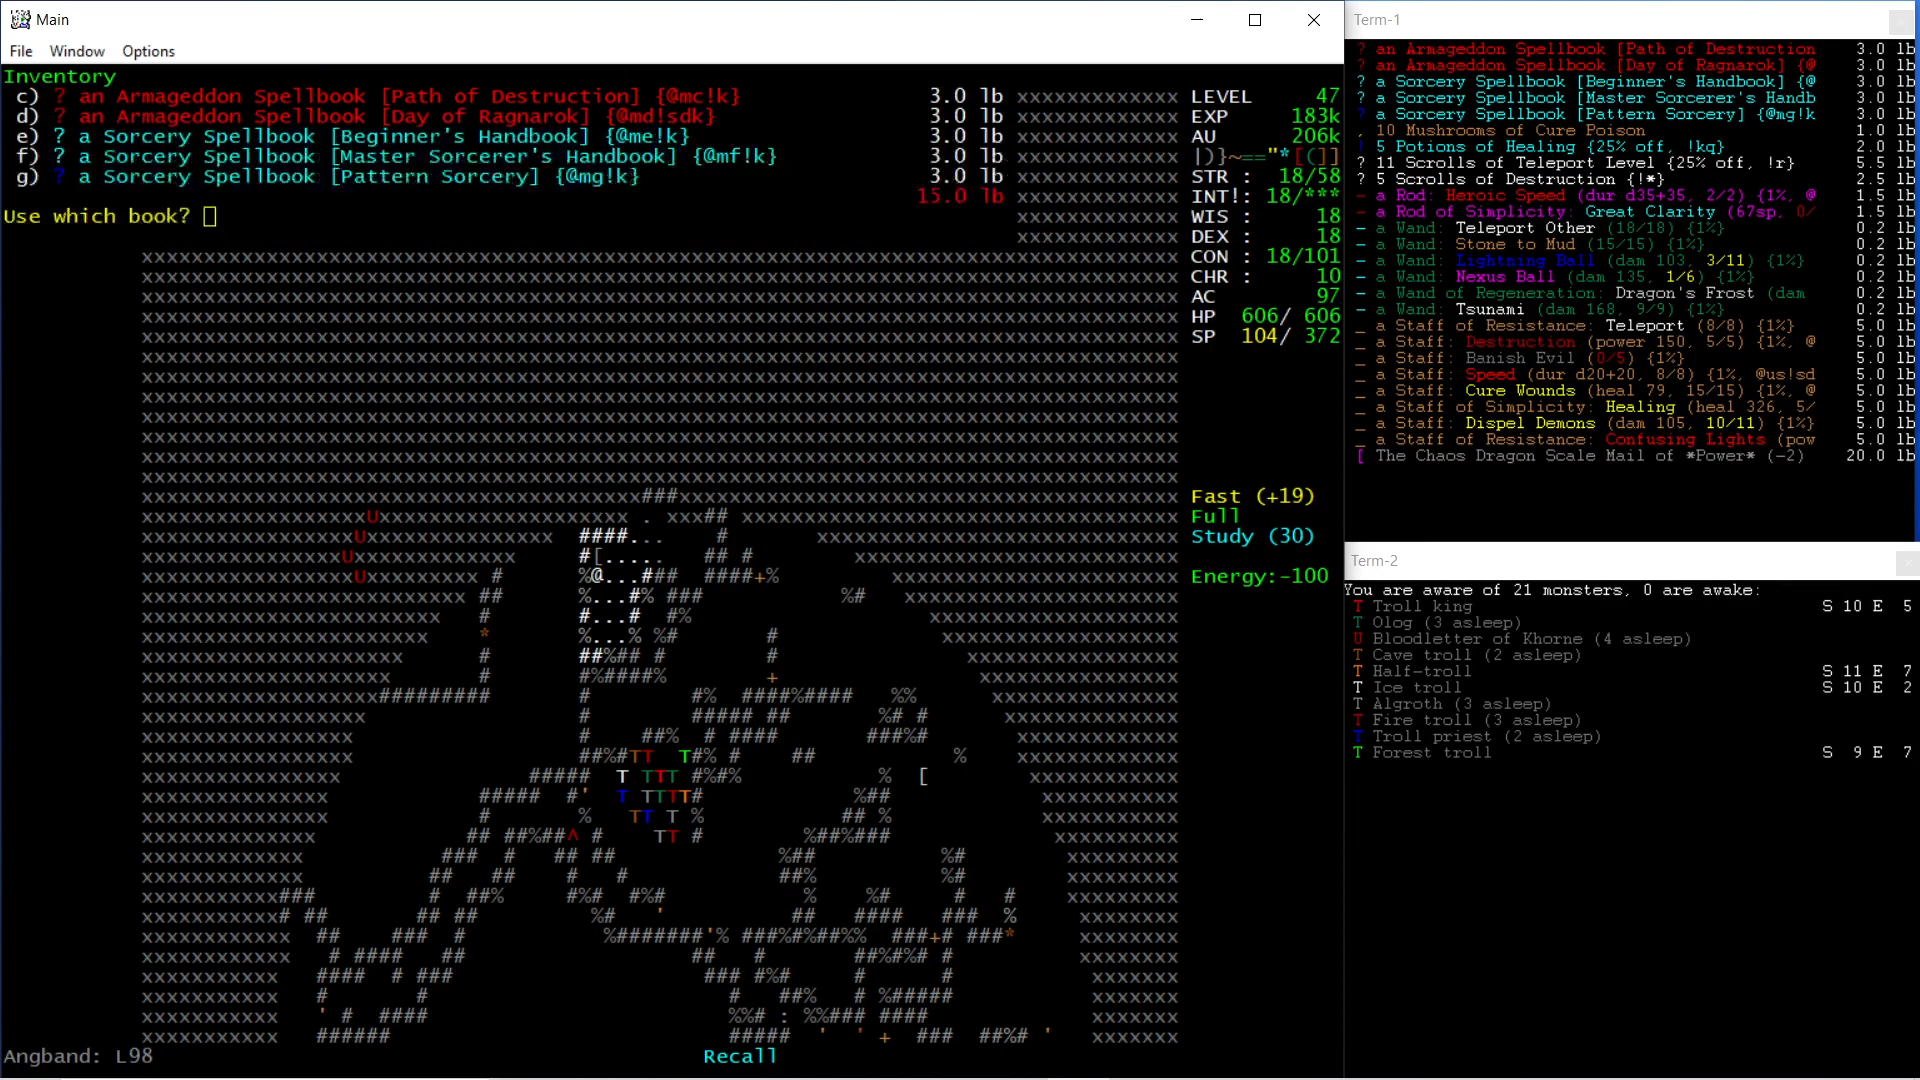 Main
File Window Options
Inventory
c) ? an Armageddon Spellbook [Path of Destruction] {@mc!k} 3.0 lb
d) ? an Armageddon Spellbook [Day of Ragnarok] {@md!sdk} 3.0 lb
e) ? a Sorcery Spellbook [Beginner's Handbook] {@me!k} 3.0 lb
f) ? a Sorcery Spellbook [Master Sorcerer's Handbook] {@mf!k} 3.0 lb
g) ? a Sorcery Spellbook [Pattern Sorcery] {@mg!k} 3.0 lb
15.0 lb
Use which book?
LEVEL 47
EXP 183k
AU 206k
|)}~=="*[(]]
STR : 18/58
INT!: 18/***
WIS : 18
DEX : 18
CON : 18/101
CHR : 10
AC 97
HP 606/ 606
SP 104/ 372
Fast (+19)
Full
Study (30)
Energy:-100
Angband: L98
Recall
Term-1
? an Armageddon Spellbook [Path of Destruction 3.0 lb
? an Armageddon Spellbook [Day of Ragnarok] {@ 3.0 lb
? a Sorcery Spellbook [Beginner's Handbook] {@ 3.0 lb
? a Sorcery Spellbook [Master Sorcerer's Handb 3.0 lb
? a Sorcery Spellbook [Pattern Sorcery] {@mg!k 3.0 lb
, 10 Mushrooms of Cure Poison 1.0 lb
! 5 Potions of Healing {25% off, !kq} 2.0 lb
? 11 Scrolls of Teleport Level {25% off, !r} 5.5 lb
? 5 Scrolls of Destruction {!*} 2.5 lb
- a Rod: Heroic Speed (dur d35+35, 2/2) {1%, @ 1.5 lb
- a Rod of Simplicity: Great Clarity (67sp, 0/ 1.5 lb
- a Wand: Teleport Other (18/18) {1%} 0.2 lb
- a Wand: Stone to Mud (15/15) {1%} 0.2 lb
- a Wand: Lightning Ball (dam 103, 3/11) {1%} 0.2 lb
- a Wand: Nexus Ball (dam 135, 1/6) {1%} 0.2 lb
- a Wand of Regeneration: Dragon's Frost (dam 0.2 lb
- a Wand: Tsunami (dam 168, 9/9) {1%} 0.2 lb
_ a Staff of Resistance: Teleport (8/8) {1%} 5.0 lb
_ a Staff: Destruction (power 150, 5/5) {1%, @ 5.0 lb
_ a Staff: Banish Evil (0/5) {1%} 5.0 lb
_ a Staff: Speed (dur d20+20, 8/8) {1%, @us!sd 5.0 lb
_ a Staff: Cure Wounds (heal 79, 15/15) {1%, @ 5.0 lb
_ a Staff of Simplicity: Healing (heal 326, 5/ 5.0 lb
_ a Staff: Dispel Demons (dam 105, 10/11) {1%} 5.0 lb
_ a Staff of Resistance: Confusing Lights (pow 5.0 lb
[ The Chaos Dragon Scale Mail of *Power* (-2) 20.0 lb
Term-2
You are aware of 21 monsters, 0 are awake:
T Troll king S 10 E 5
T Olog (3 asleep)
U Bloodletter of Khorne (4 asleep)
T Cave troll (2 asleep)
T Half-troll S 11 E 7
T Ice troll S 10 E 2
T Algroth (3 asleep)
T Fire troll (3 asleep)
T Troll priest (2 asleep)
T Forest troll S 9 E 7